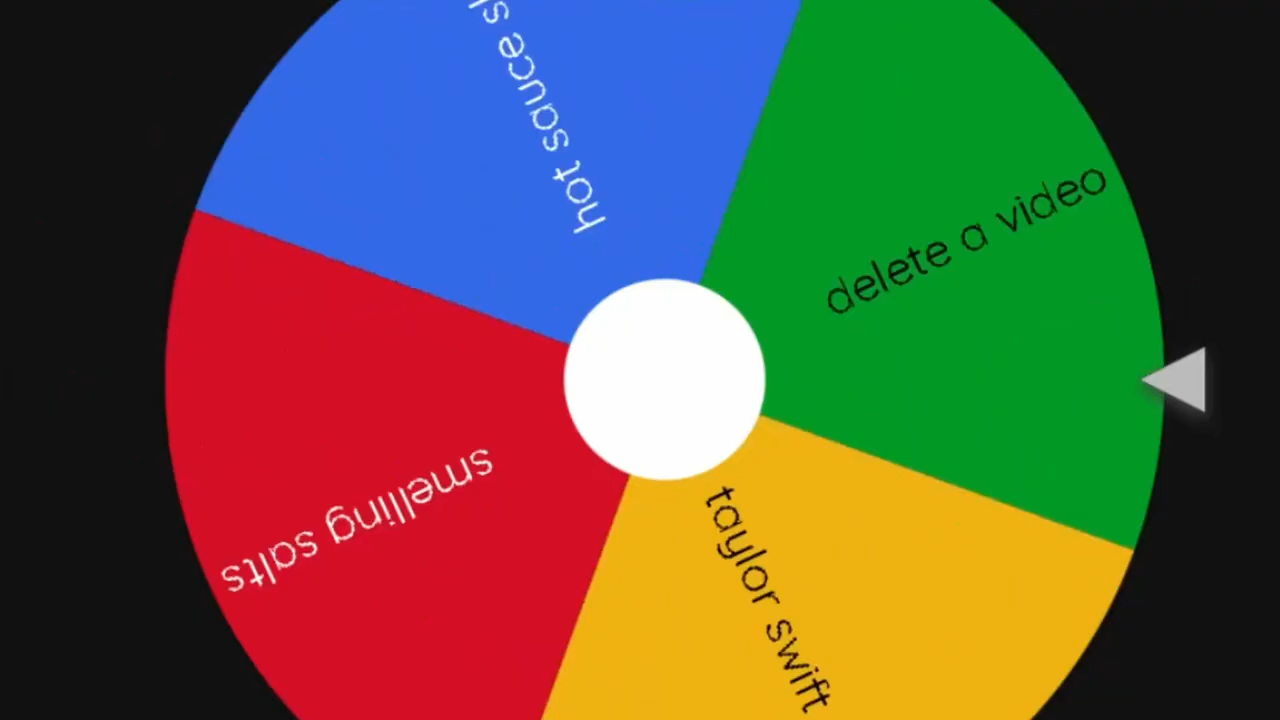 hot sauce
delete a video
smelling salts
taylor swift